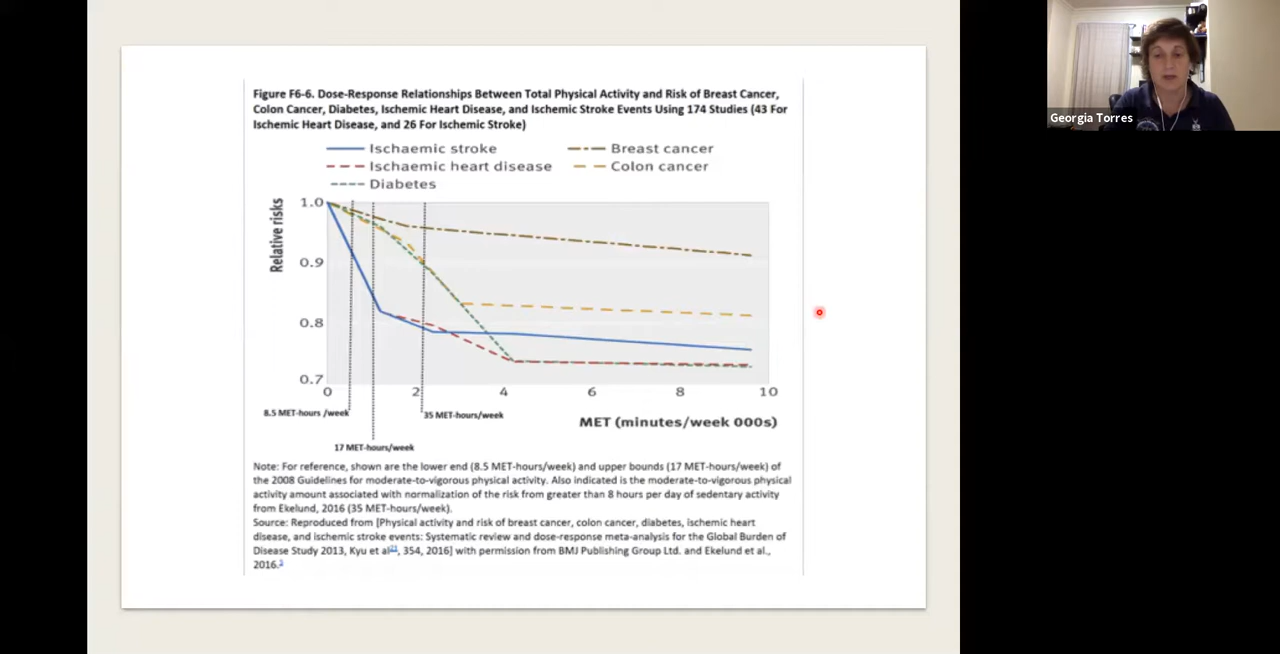 Figure F6-6. Dose-Response Relationships Between Total Physical Activity and Risk of Breast Cancer,
Colon Cancer, Diabetes, Ischemic Heart Disease, and Ischemic Stroke Events Using 174 Studies (43 For
Ischemic Heart Disease, and 26 For Ischemic Stroke)
Ischaemic stroke
Breast cancer
Ischaemic heart disease
Colon cancer
Diabetes
Relative risks
1.0
0.9
0.8
0.7
0 2 4 6 8 10
8.5 MET-hours /week
35 MET-hours/week
MET (minutes/week 000s)
17 MET-hours/week
Note: For reference, shown are the lower end (8.5 MET-hours/week) and upper bounds (17 MET-hours/week) of
the 2008 Guidelines for moderate-to-vigorous physical activity. Also indicated is the moderate-to-vigorous physical
activity amount associated with normalization of the risk from greater than 8 hours per day of sedentary activity
from Ekelund, 2016 (35 MET-hours/week).
Source: Reproduced from [Physical activity and risk of breast cancer, colon cancer, diabetes, ischemic heart
disease, and ischemic stroke events: Systematic review and dose-response meta-analysis for the Global Burden of
Disease Study 2013, Kyu et al21, 354, 2016] with permission from BMJ Publishing Group Ltd. and Ekelund et al.,
2016.3
Georgia Torres